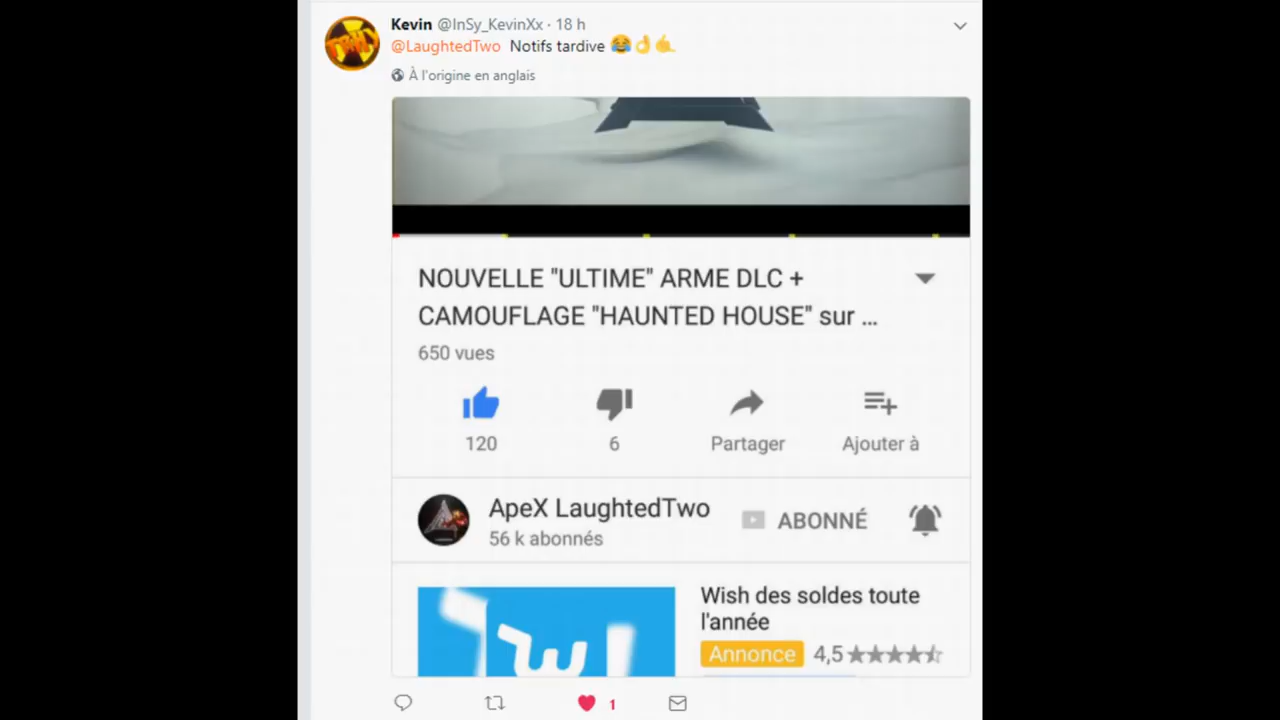 Kevin @InSy_KevinXx · 18 h
@LaughtedTwo Notifs tardive 😂👌🤙
À l'origine en anglais
NOUVELLE "ULTIME" ARME DLC +
CAMOUFLAGE "HAUNTED HOUSE" sur ...
650 vues
120 6 Partager Ajouter à
ApeX LaughtedTwo
ABONNÉ
56 k abonnés
Wish des soldes toute
l'année
Annonce 4,5
1